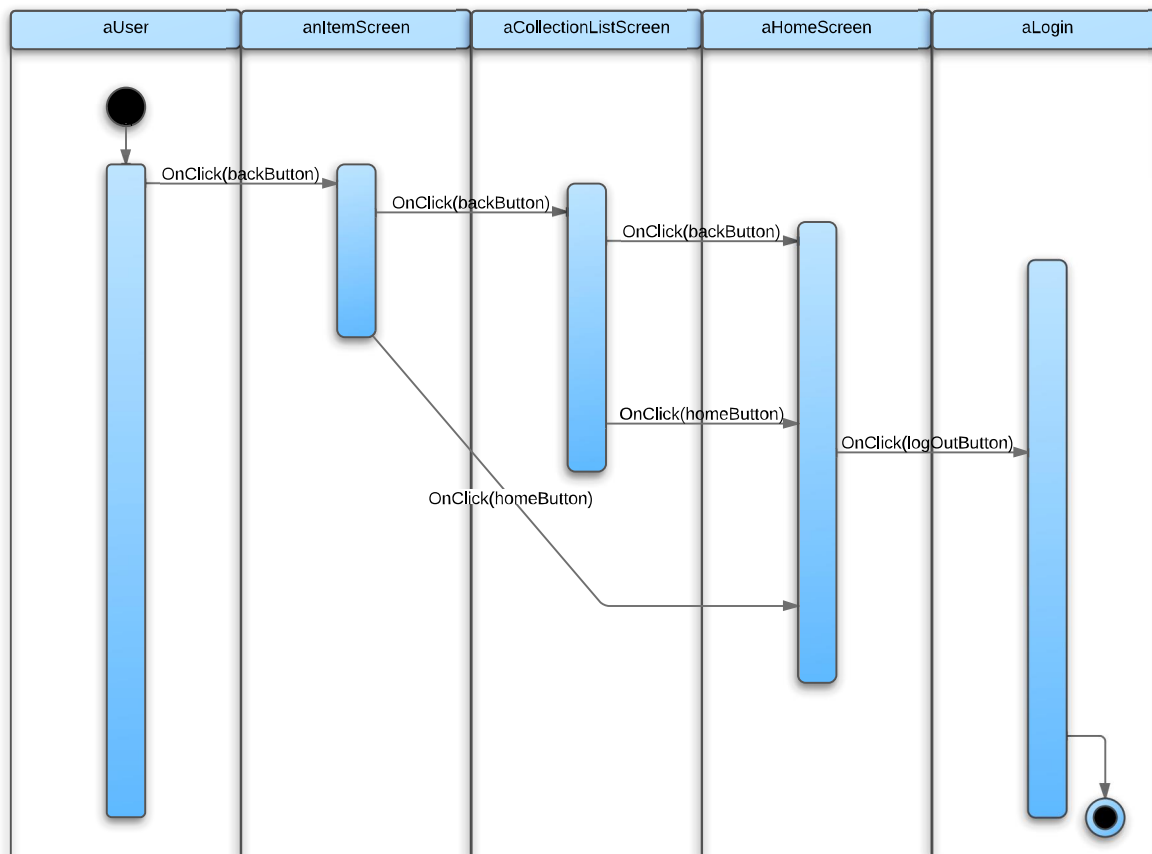 aUser
anItemScreen
aCollectionListScreen
aHomeScreen
aLogin
OnClick(backButton)
OnClick(backButton)
OnClick(backButton)
OnClick(homeButton)
OnClick(logOutButton)
OnClick(homeButton)